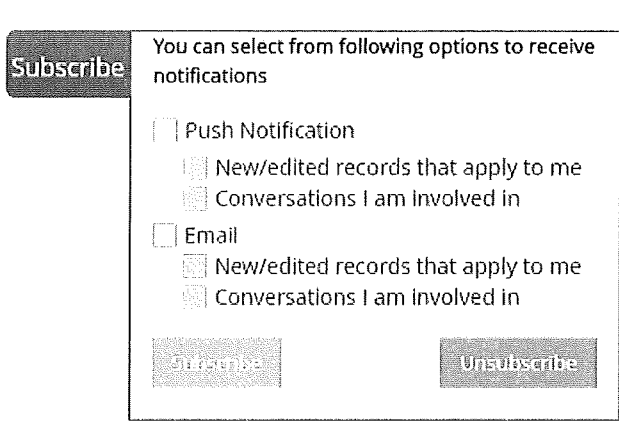 Subscribe
You can select from following options to receive
notifications
Push Notification
New/edited records that apply to me
Conversations I am involved in
Email
New/edited records that apply to me
Conversations I am involved in
Subscribe
Unsubscribe